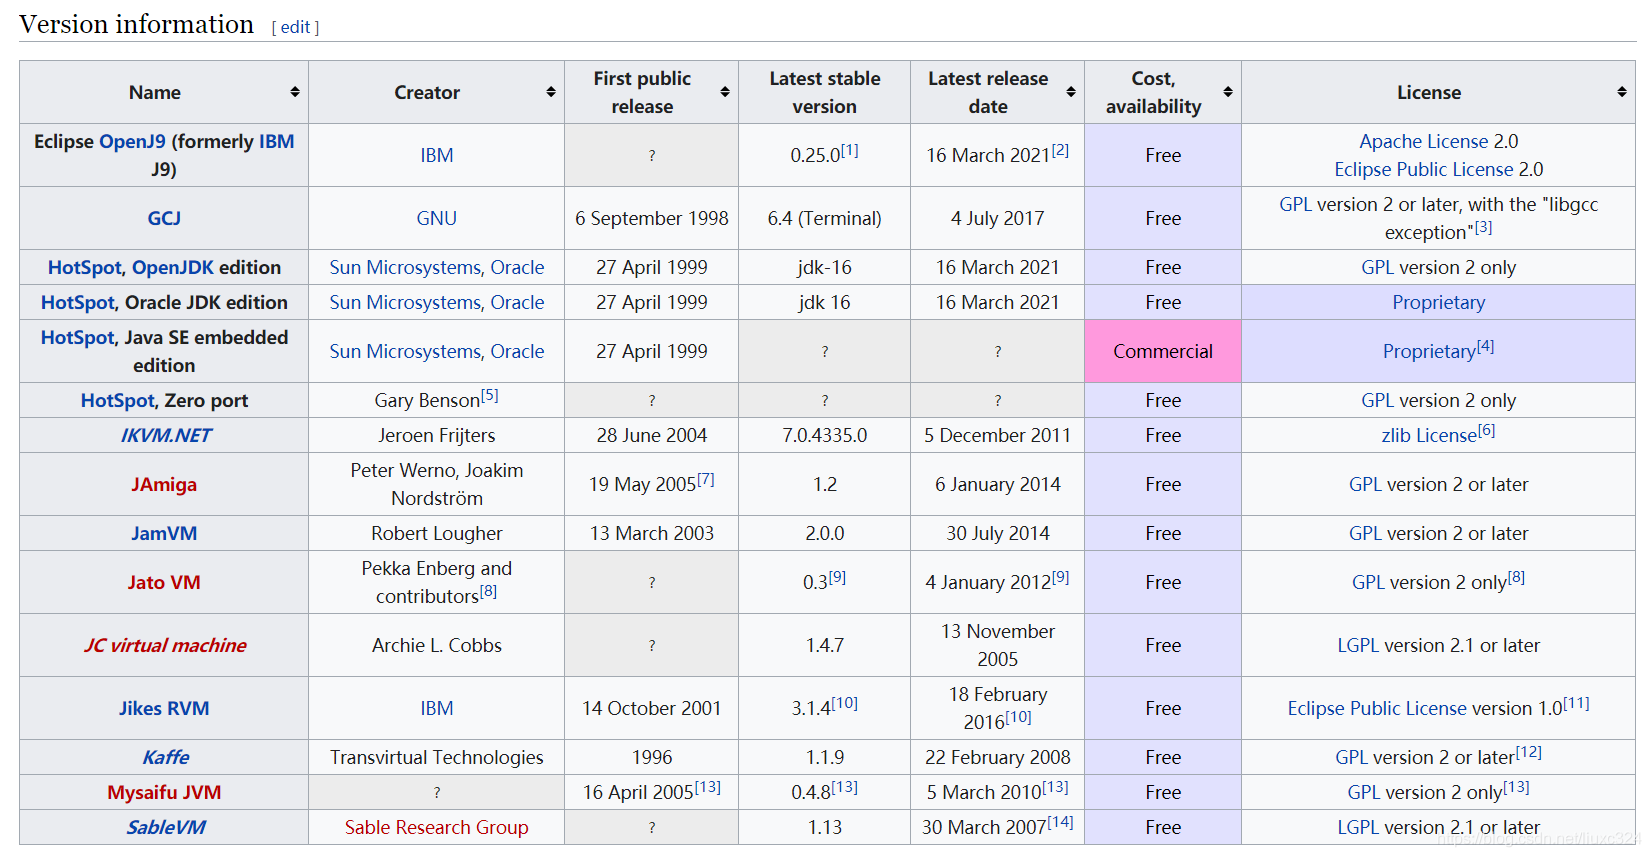 Version information [ edit ]
Name Creator First public release Latest stable version Latest release date Cost, availability License
Eclipse OpenJ9 (formerly IBM J9) IBM ? 0.25.0[1] 16 March 2021[2] Free Apache License 2.0 Eclipse Public License 2.0
GCJ GNU 6 September 1998 6.4 (Terminal) 4 July 2017 Free GPL version 2 or later, with the "libgcc exception"[3]
HotSpot, OpenJDK edition Sun Microsystems, Oracle 27 April 1999 jdk-16 16 March 2021 Free GPL version 2 only
HotSpot, Oracle JDK edition Sun Microsystems, Oracle 27 April 1999 jdk 16 16 March 2021 Free Proprietary
HotSpot, Java SE embedded edition Sun Microsystems, Oracle 27 April 1999 ? ? Commercial Proprietary[4]
HotSpot, Zero port Gary Benson[5] ? ? ? Free GPL version 2 only
IKVM.NET Jeroen Frijters 28 June 2004 7.0.4335.0 5 December 2011 Free zlib License[6]
JAmiga Peter Werno, Joakim Nordström 19 May 2005[7] 1.2 6 January 2014 Free GPL version 2 or later
JamVM Robert Lougher 13 March 2003 2.0.0 30 July 2014 Free GPL version 2 or later
Jato VM Pekka Enberg and contributors[8] ? 0.3[9] 4 January 2012[9] Free GPL version 2 only[8]
JC virtual machine Archie L. Cobbs ? 1.4.7 13 November 2005 Free LGPL version 2.1 or later
Jikes RVM IBM 14 October 2001 3.1.4[10] 18 February 2016[10] Free Eclipse Public License version 1.0[11]
Kaffe Transvirtual Technologies 1996 1.1.9 22 February 2008 Free GPL version 2 or later[12]
Mysaifu JVM ? 16 April 2005[13] 0.4.8[13] 5 March 2010[13] Free GPL version 2 only[13]
SableVM Sable Research Group ? 1.13 30 March 2007[14] Free LGPL version 2.1 or later
https://blog.csdn.net/liuxc324